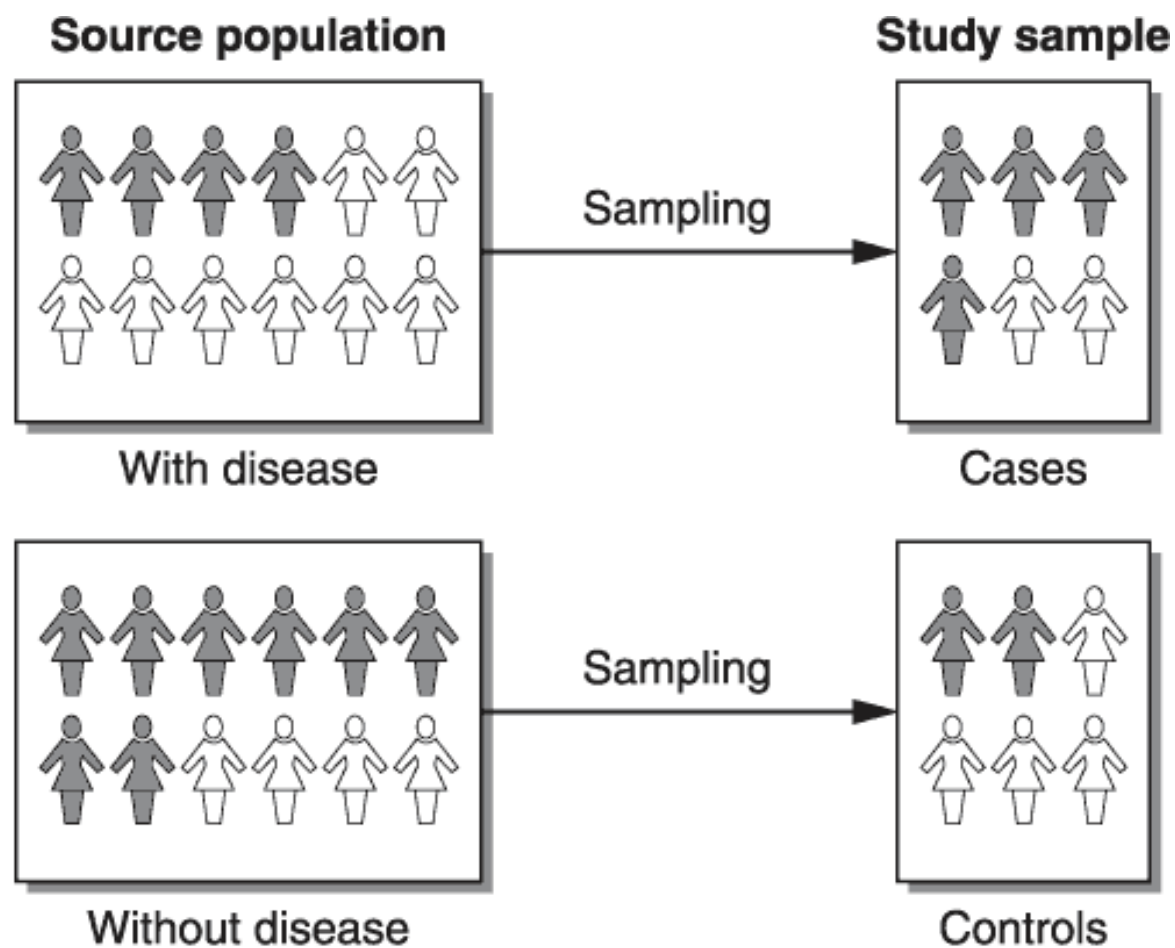 Source population
Study sample
Sampling
With disease
Cases
Sampling
Without disease
Controls